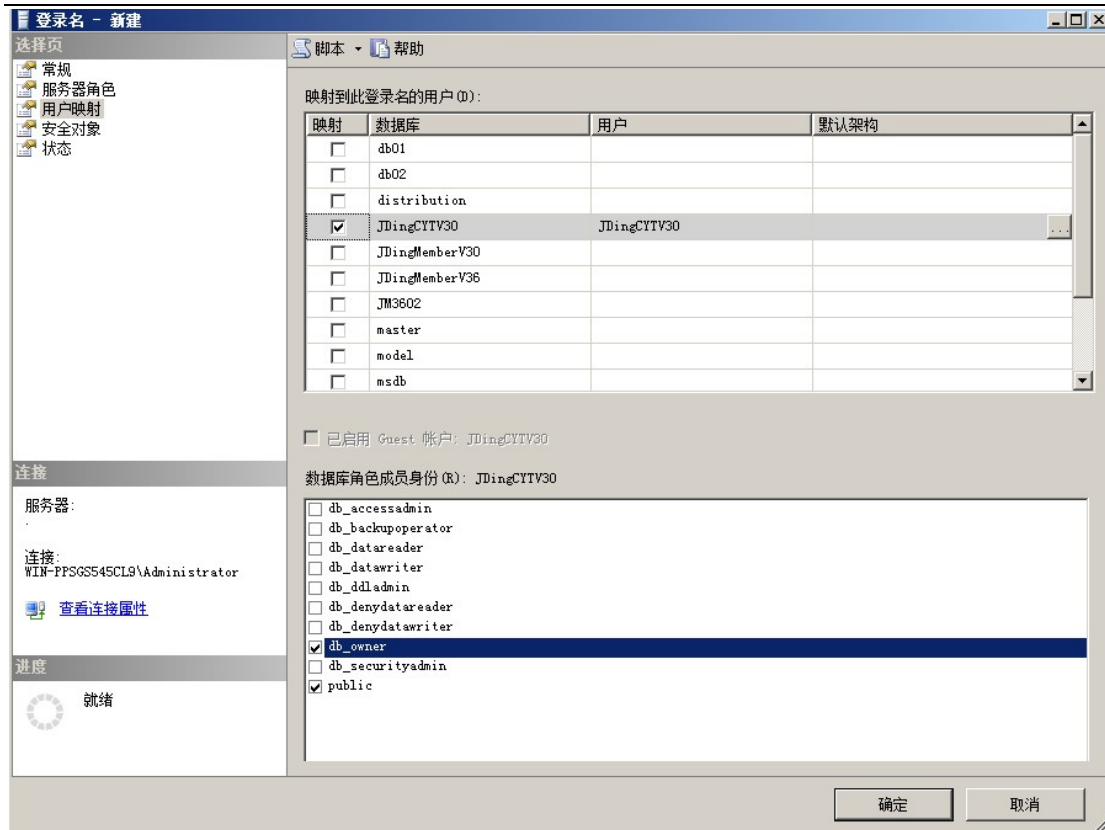 登录名 - 新建
选择页
常规
服务器角色
用户映射
安全对象
状态
脚本 帮助
映射到此登录名的用户(D):
映射 数据库 用户 默认架构
db01
db02
distribution
JDingCYTV30 JDingCYTV30 ...
JDingMemberV30
JDingMemberV36
JM3602
master
model
msdb
已启用 Guest 帐户: JDingCYTV30
数据库角色成员身份(R): JDingCYTV30
db_accessadmin
db_backupoperator
db_datareader
db_datawriter
db_ddladmin
db_denydatareader
db_denydatawriter
db_owner
db_securityadmin
public
连接
服务器:
.
连接:
WIN-PPSGS545CL9\Administrator
查看连接属性
进度
就绪
确定 取消